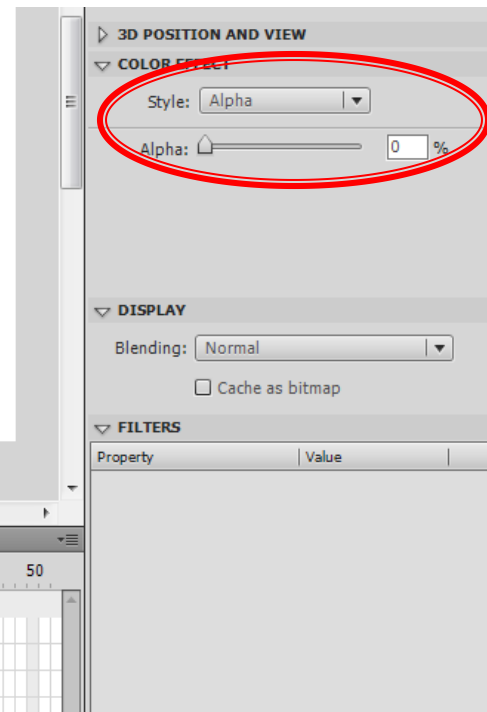 3D POSITION AND VIEW
COLOR EFFECT
Style: Alpha
Alpha: 0 %
DISPLAY
Blending: Normal
Cache as bitmap
FILTERS
Property Value
50